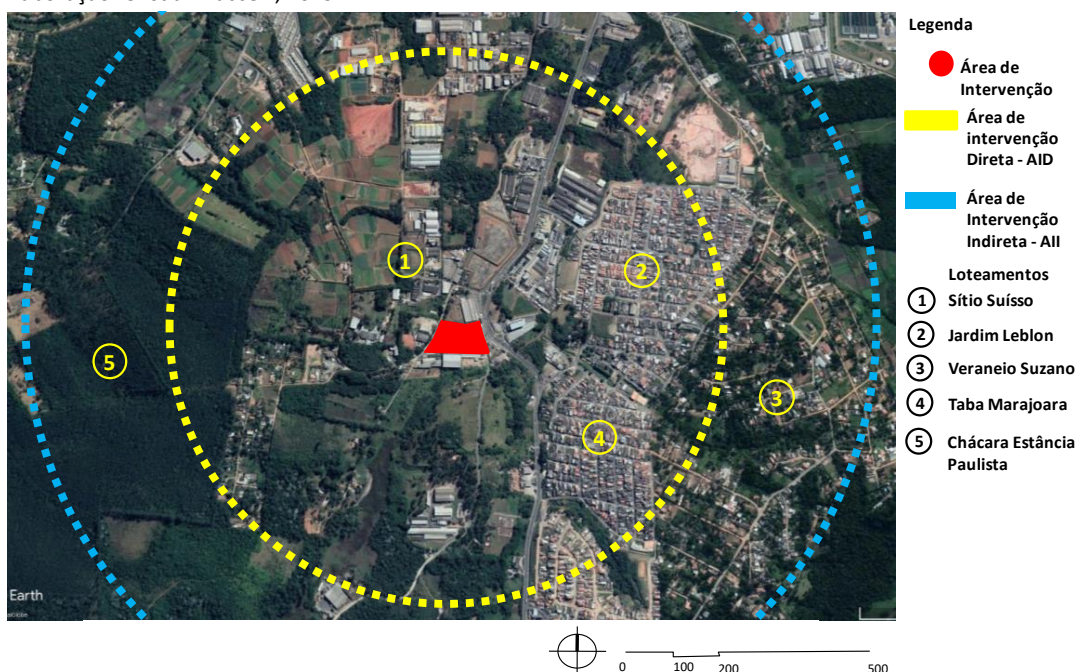 Legenda
Área de
Intervenção
Área de
intervenção
Direta - AID
Área de
Intervenção
Indireta - AII
Loteamentos
1 Sítio Suísso
2 Jardim Leblon
3 Veraneio Suzano
4 Taba Marajoara
5 Chácara Estância
Paulista
1
2
3
4
5
Earth
0 100 200 500